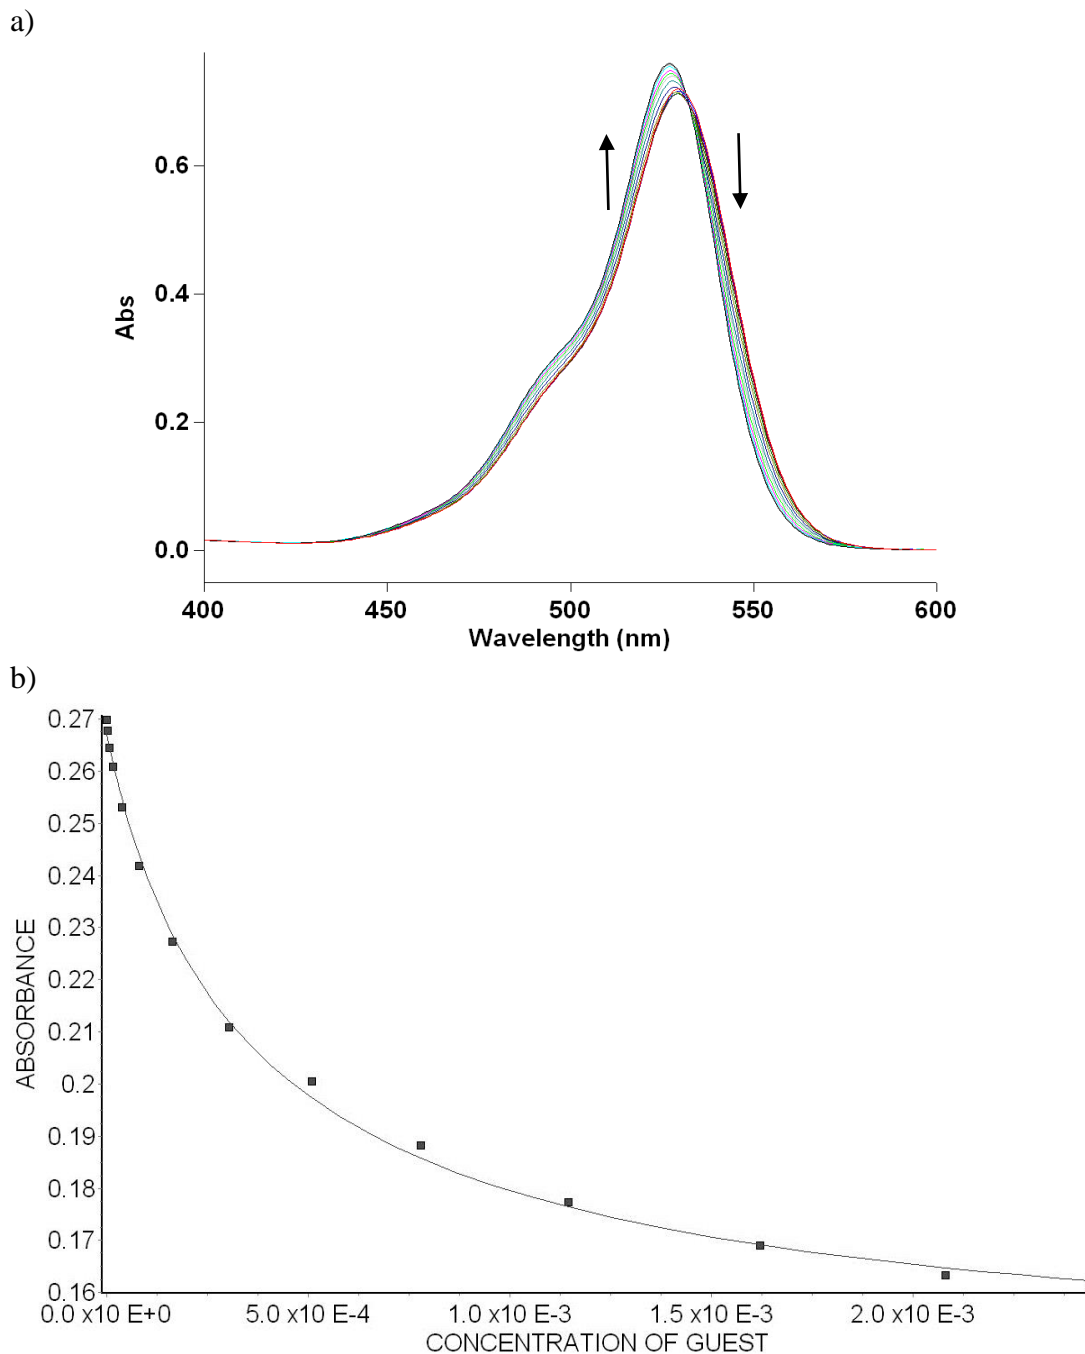 a)
0.6
0.4
0.2
0.0
Abs
400 450 500 550 600
Wavelength (nm)
b)
0.27
0.26
0.25
0.24
0.23
0.22
0.21
0.2
0.19
0.18
0.17
0.16
ABSORBANCE
0.0 x10 E+0 5.0 x10 E-4 1.0 x10 E-3 1.5 x10 E-3 2.0 x10 E-3
CONCENTRATION OF GUEST